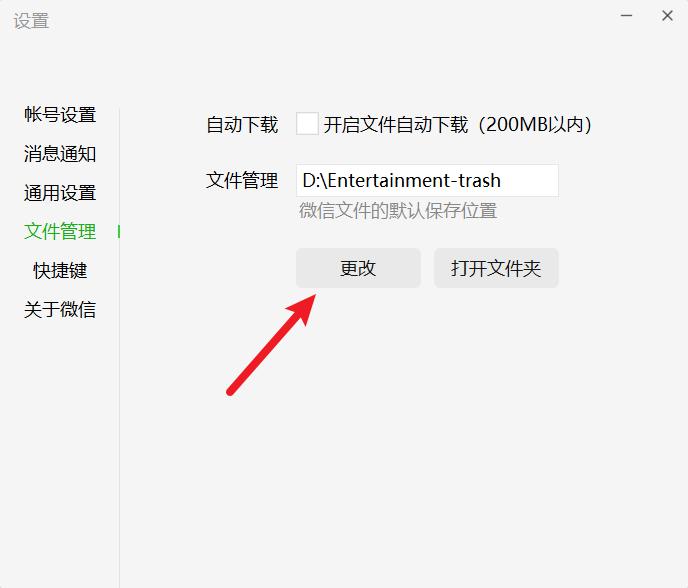 设置
帐号设置
消息通知
通用设置
文件管理
快捷键
关于微信
自动下载 开启文件自动下载（200MB以内）
文件管理 D:\Entertainment-trash
微信文件的默认保存位置
更改 打开文件夹